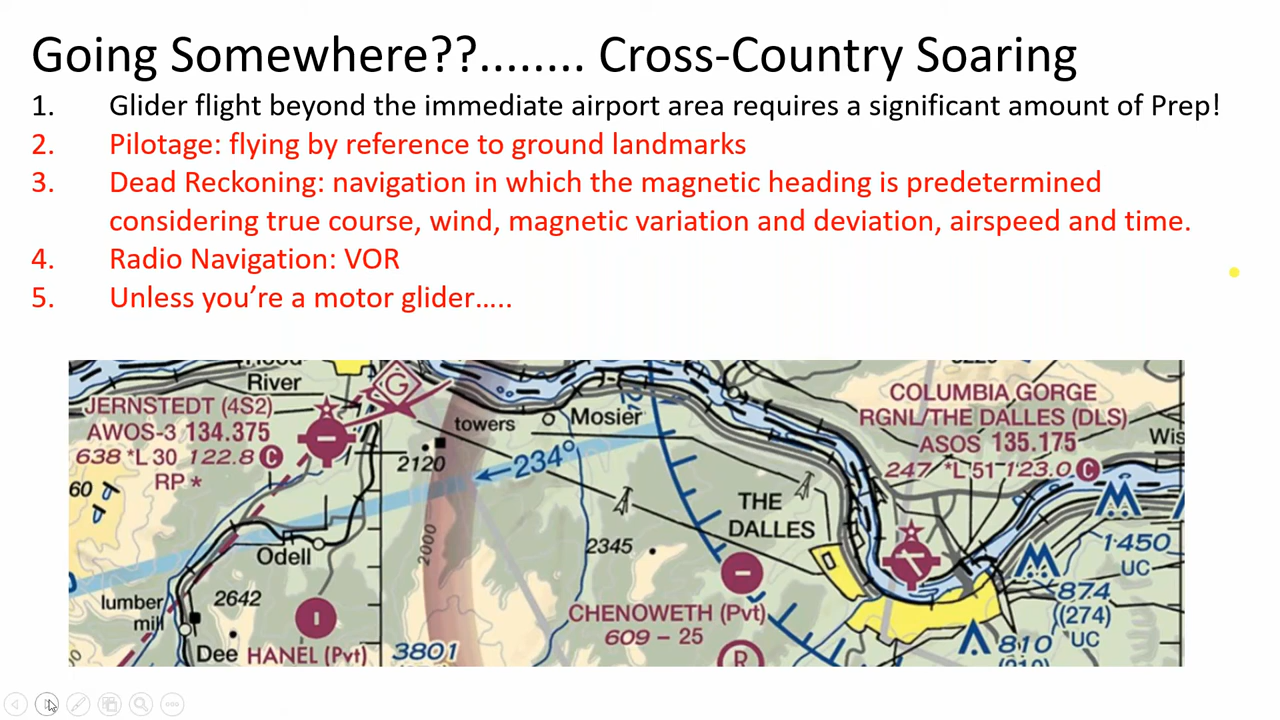 Going Somewhere??........ Cross-Country Soaring
1. Glider flight beyond the immediate airport area requires a significant amount of Prep!
2. Pilotage: flying by reference to ground landmarks
3. Dead Reckoning: navigation in which the magnetic heading is predetermined
considering true course, wind, magnetic variation and deviation, airspeed and time.
4. Radio Navigation: VOR
5. Unless you’re a motor glider…..
River
JERNSTEDT (4S2)
AWOS-3 134.375
638 *L 30 122.8 C
RP *
G
towers
Mosier
2120
234°
COLUMBIA GORGE
RGNL/THE DALLES (DLS)
ASOS 135.175
247 *L 51 123.0 C
Wis
60
THE
DALLES
2000
2345
Odell
1450
UC
lumber
mill
2642
CHENOWETH (Pvt)
609 - 25
874
(274)
UC
Dee
HANEL (Pvt)
3801
R
810